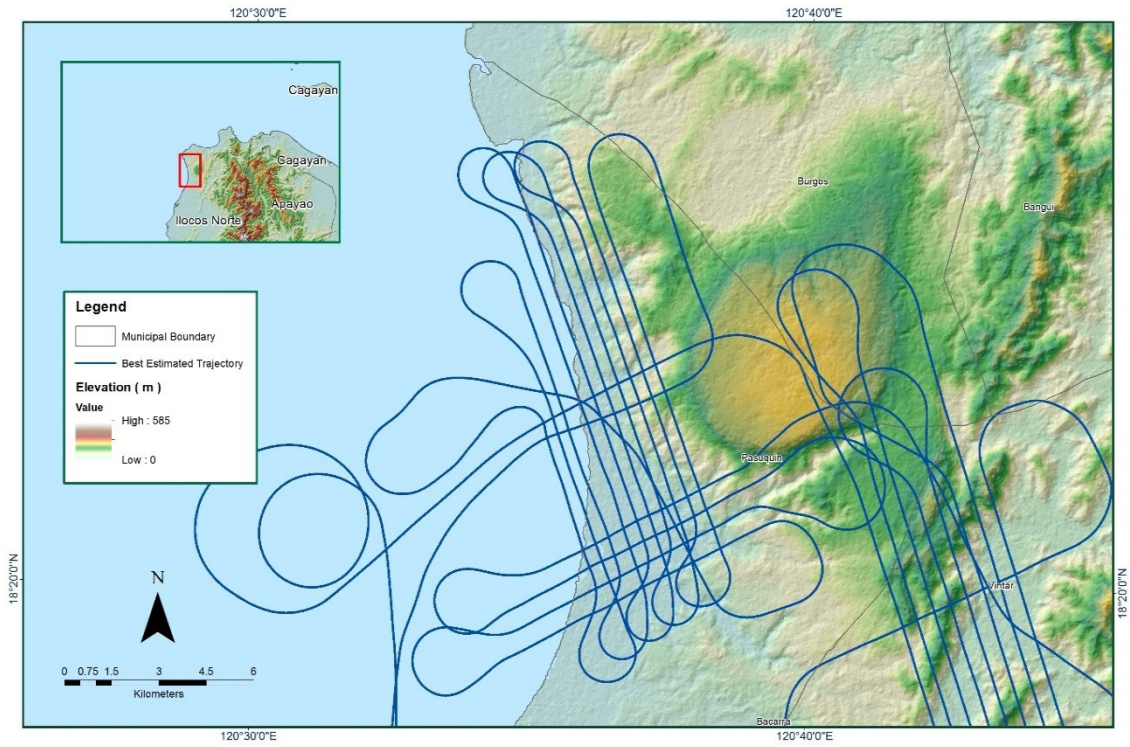 120°30'0"E
120°40'0"E
Cagayan
Cagayan
Apayao
Ilocos Norte
Burgos
Bangui
Legend
Municipal Boundary
Best Estimated Trajectory
Elevation ( m )
Value
High : 585
Low : 0
Pasuquin
18°20'0"N
N
Vintar
18°20'0"N
0 0.75 1.5 3 4.5 6
Kilometers
Bacarra
120°30'0"E
120°40'0"E